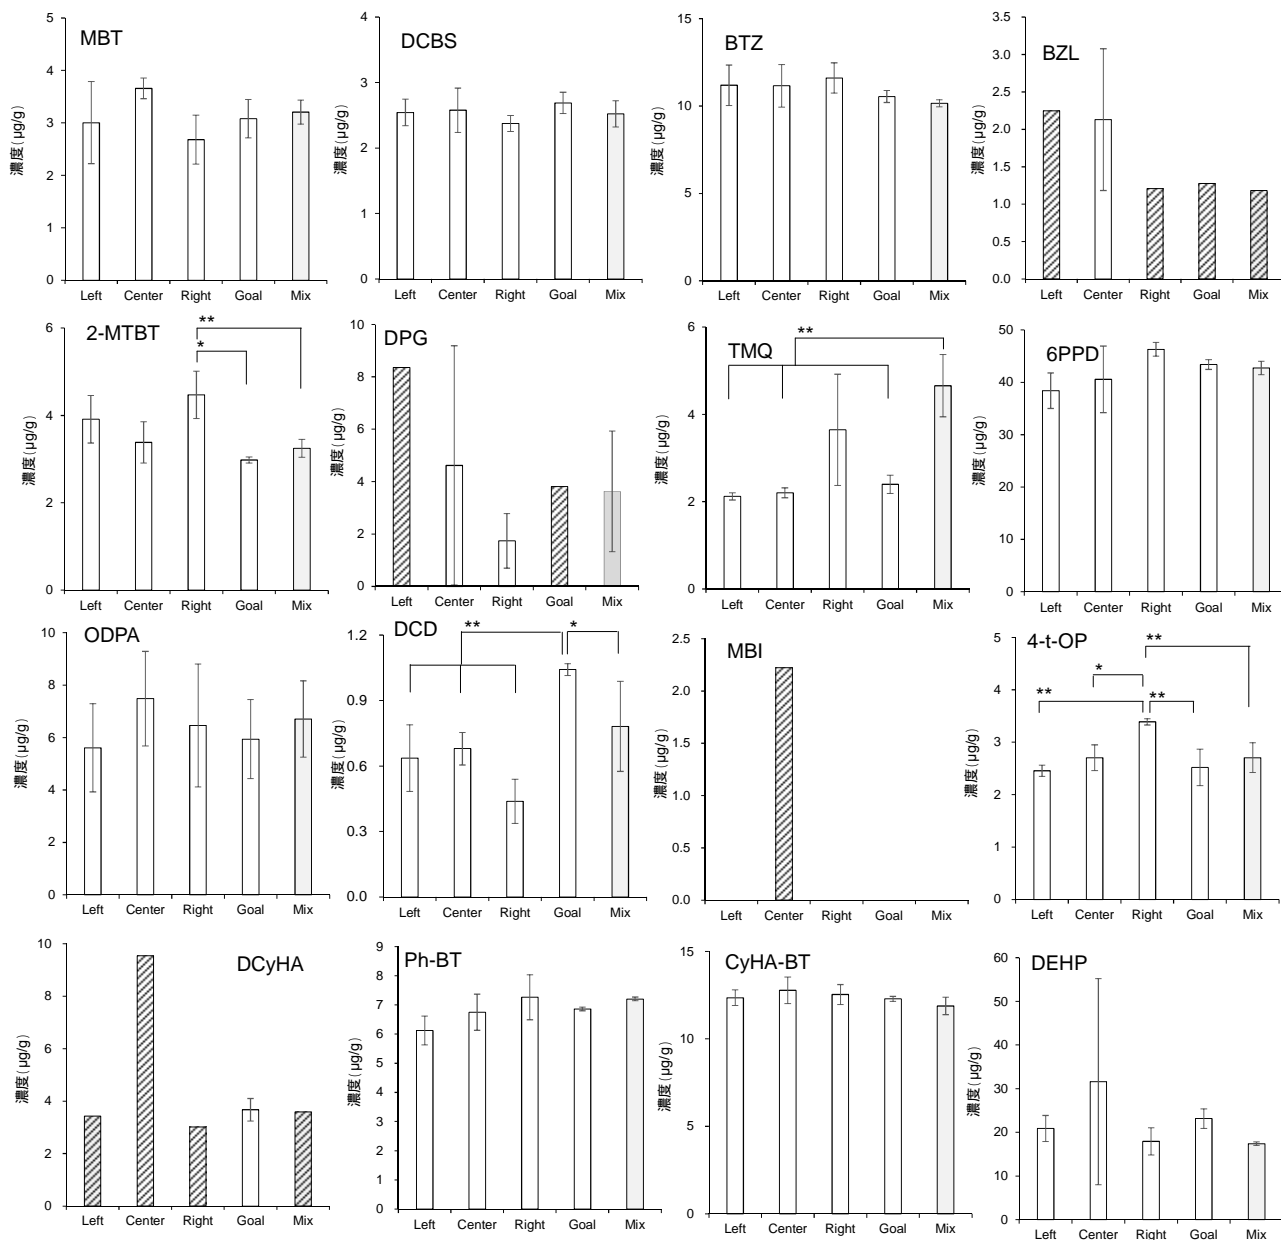 MBT
濃度(μg/g)
5
4
3
2
1
0
Left Center Right Goal Mix
DCBS
濃度(μg/g)
4
3
2
1
0
Left Center Right Goal Mix
BTZ
濃度(μg/g)
15
10
5
0
Left Center Right Goal Mix
BZL
濃度(μg/g)
3.5
3.0
2.5
2.0
1.5
1.0
0.5
0.0
Left Center Right Goal Mix
2-MTBT
濃度(μg/g)
6
4
2
0
**
*
Left Center Right Goal Mix
DPG
濃度(μg/g)
10
8
6
4
2
0
Left Center Right Goal Mix
TMQ
濃度(μg/g)
6
4
2
0
**
Left Center Right Goal Mix
6PPD
濃度(μg/g)
50
40
30
20
10
0
Left Center Right Goal Mix
ODPA
濃度(μg/g)
10
8
6
4
2
0
Left Center Right Goal Mix
DCD
濃度(μg/g)
1.2
0.9
0.6
0.3
0.0
**
*
Left Center Right Goal Mix
MBI
濃度(μg/g)
2.5
2.0
1.5
1.0
0.5
0.0
Left Center Right Goal Mix
4-t-OP
濃度(μg/g)
5
4
3
2
1
0
**
*
**
**
Left Center Right Goal Mix
DCyHA
濃度(μg/g)
10
8
6
4
2
0
Left Center Right Goal Mix
Ph-BT
濃度(μg/g)
9
8
7
6
5
4
3
2
1
0
Left Center Right Goal Mix
CyHA-BT
濃度(μg/g)
15
10
5
0
Left Center Right Goal Mix
DEHP
濃度(μg/g)
60
50
40
30
20
10
0
Left Center Right Goal Mix